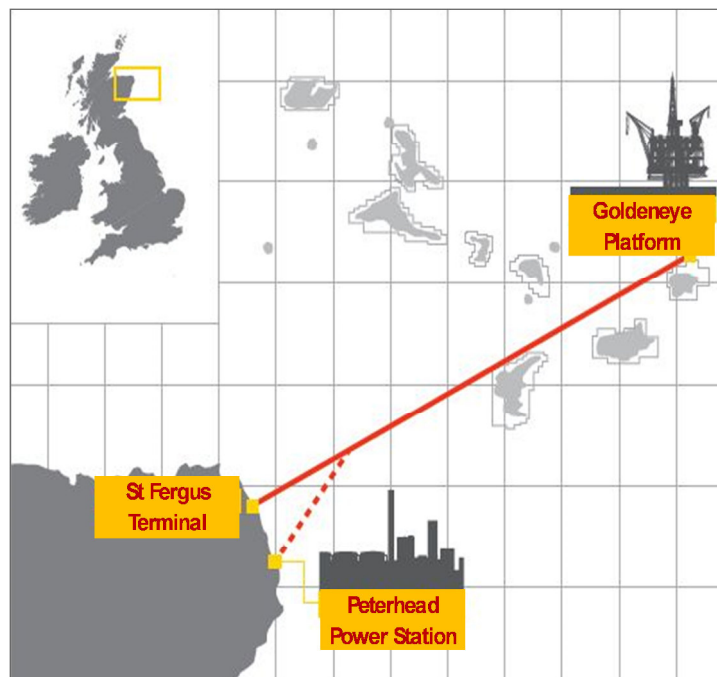 Goldeneye
Platform
St Fergus
Terminal
Peterhead
Power Station